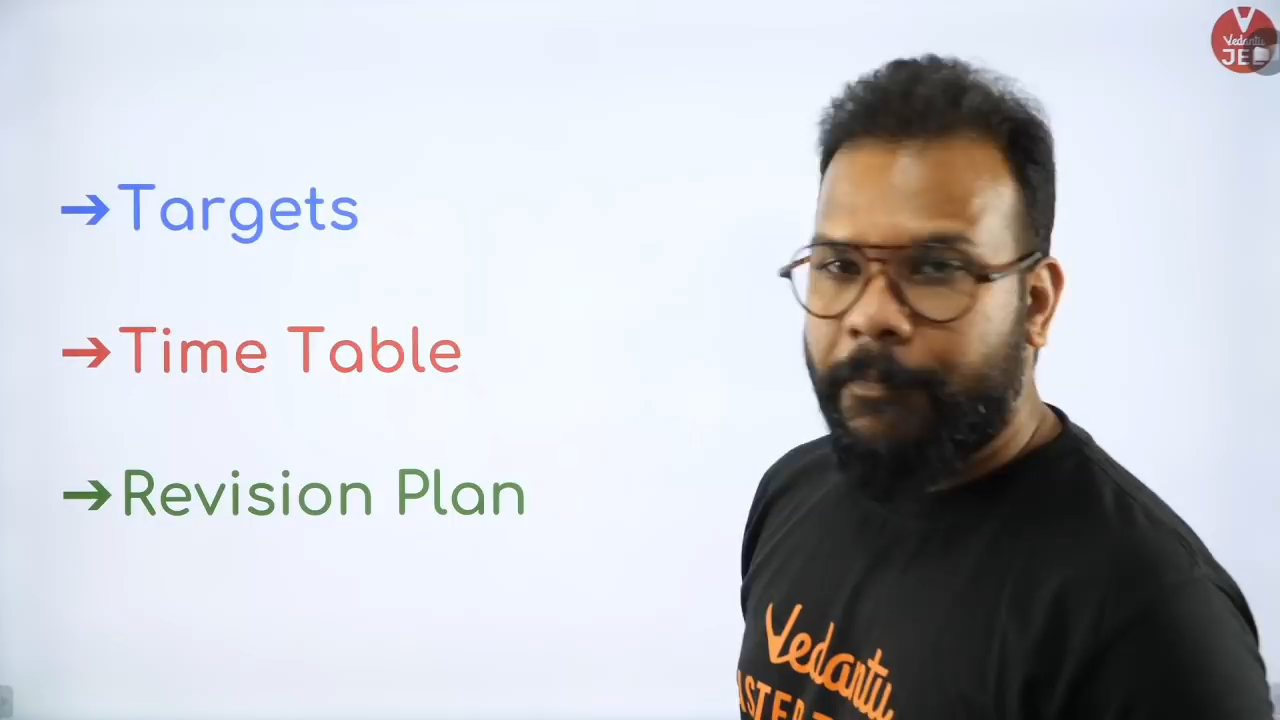 Vedantu
JEE
➔Targets
➔Time Table
➔Revision Plan
Vedantu